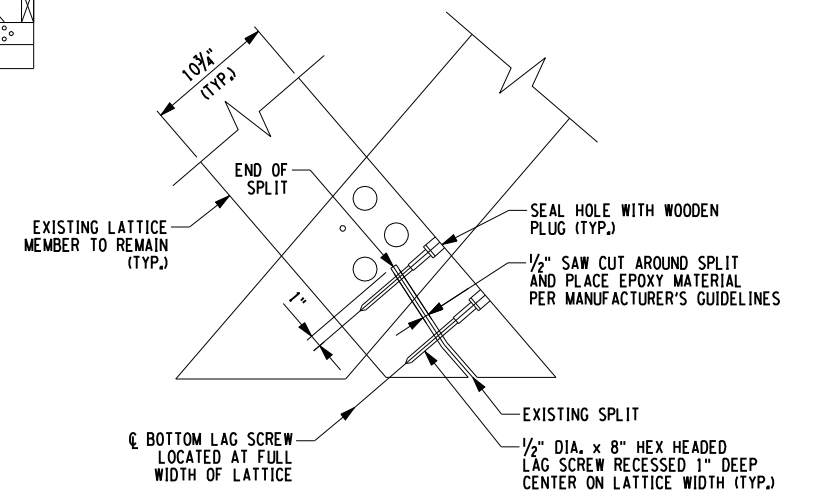 10¾"
(TYP.)
END OF
SPLIT
EXISTING LATTICE
MEMBER TO REMAIN
(TYP.)
SEAL HOLE WITH WOODEN
PLUG (TYP.)
½" SAW CUT AROUND SPLIT
AND PLACE EPOXY MATERIAL
PER MANUFACTURER'S GUIDELINES
1"
EXISTING SPLIT
℄ BOTTOM LAG SCREW
LOCATED AT FULL
WIDTH OF LATTICE
½" DIA. x 8" HEX HEADED
LAG SCREW RECESSED 1" DEEP
CENTER ON LATTICE WIDTH (TYP.)